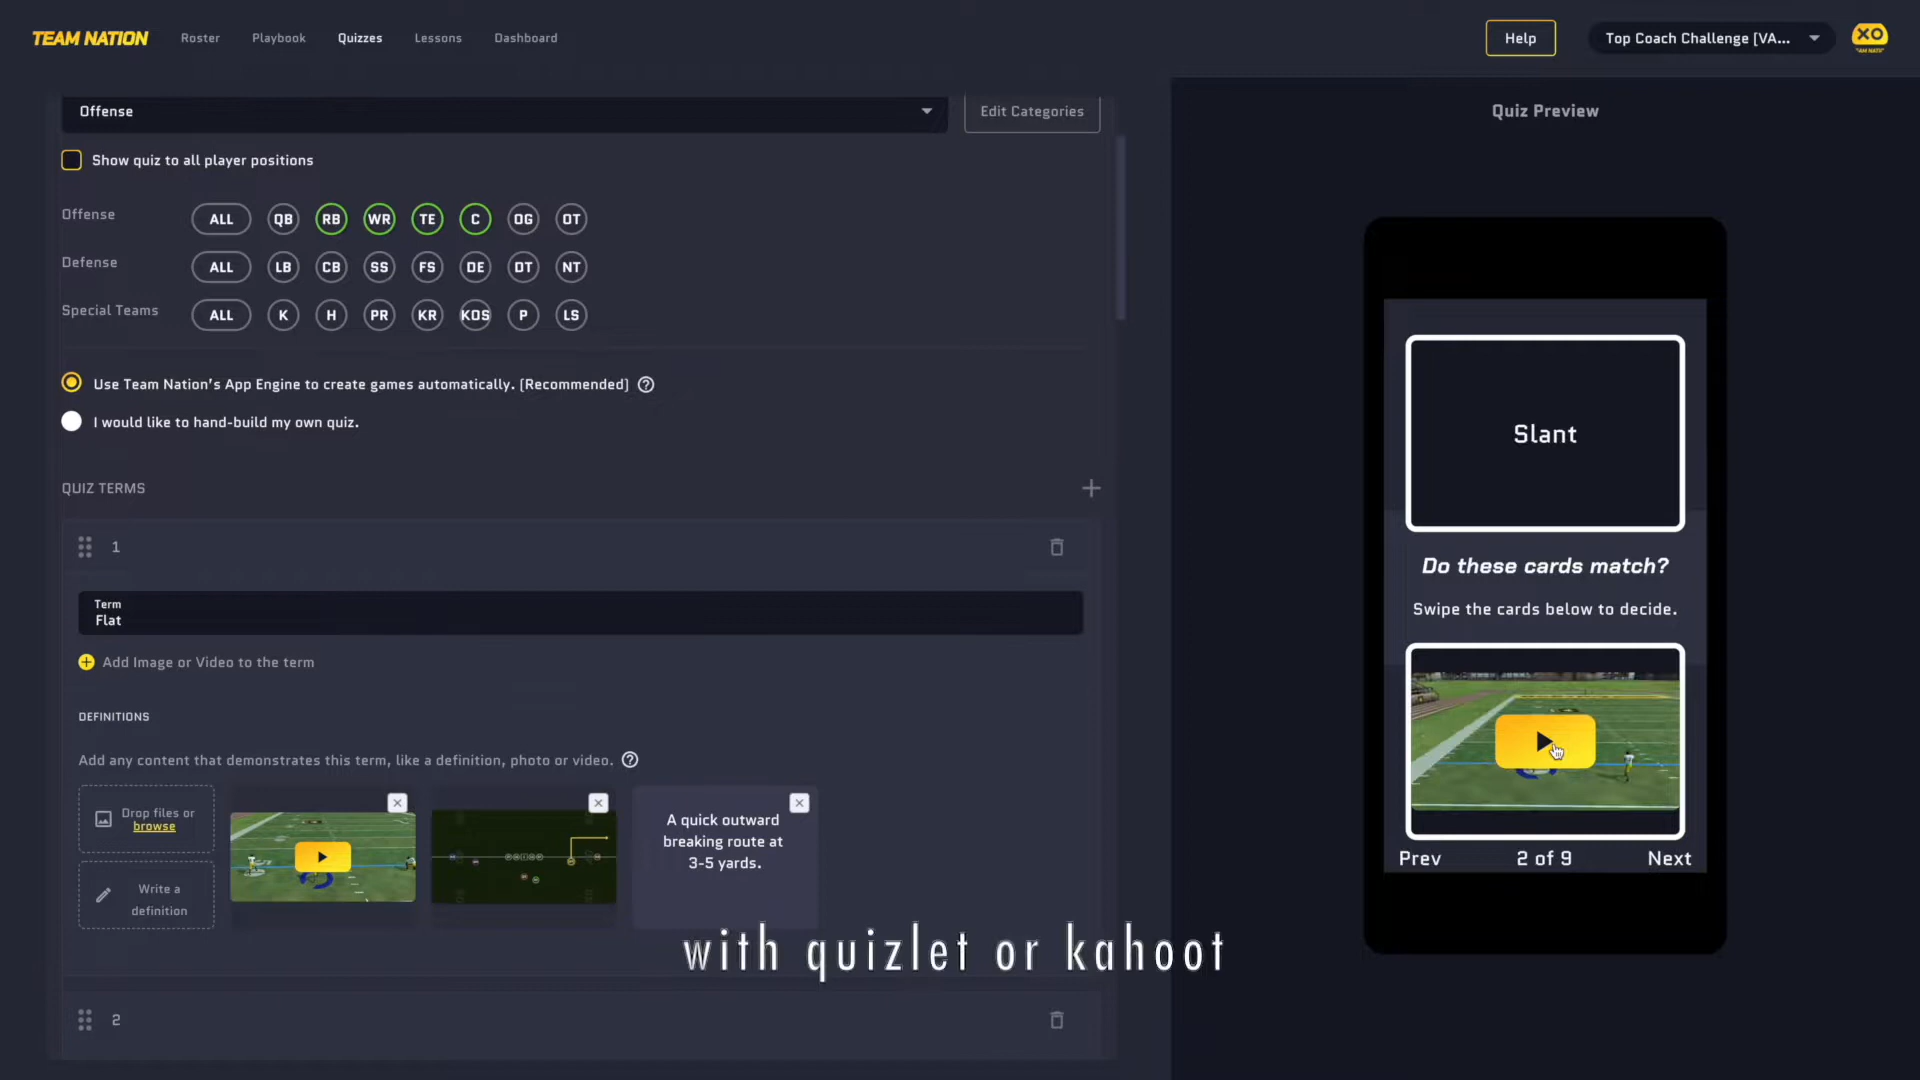 TEAM NATION
Roster
Playbook
Quizzes
Lessons
Dashboard
Help
Top Coach Challenge [VA...
XO
Offense
Edit Categories
Show quiz to all player positions
Offense ALL QB RB WR TE C OG OT
Defense ALL LB CB SS FS DE DT NT
Special Teams ALL K H PR KR KOS P LS
Use Team Nation's App Engine to create games automatically. [Recommended]
I would like to hand-build my own quiz.
QUIZ TERMS
1
Term
Flat
Add Image or Video to the term
DEFINITIONS
Add any content that demonstrates this term, like a definition, photo or video.
Drop files or
browse
Write a
definition
A quick outward
breaking route at
3-5 yards.
2
Quiz Preview
Slant
Do these cards match?
Swipe the cards below to decide.
Prev 2 of 9 Next
with quizlet or kahoot